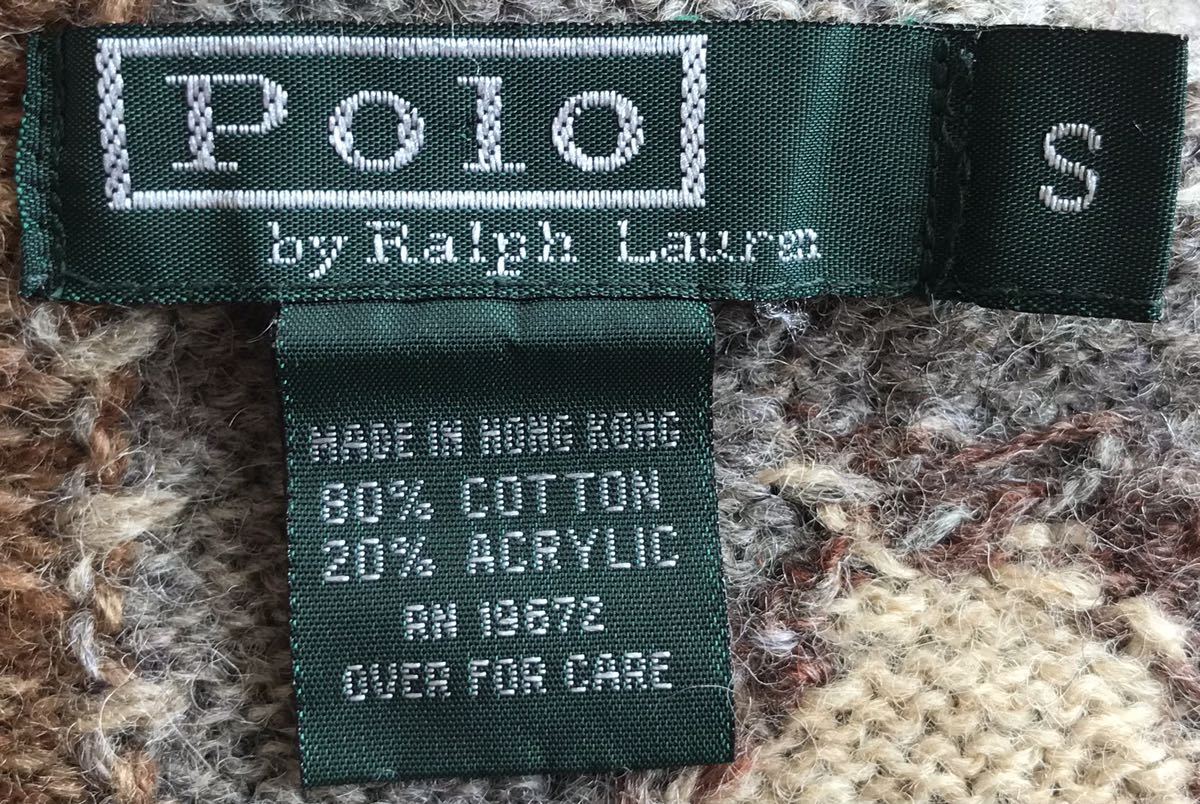 Polo
by Ralph Lauren
S
MADE IN HONG KONG
80% COTTON
20% ACRYLIC
RN 19672
OVER FOR CARE